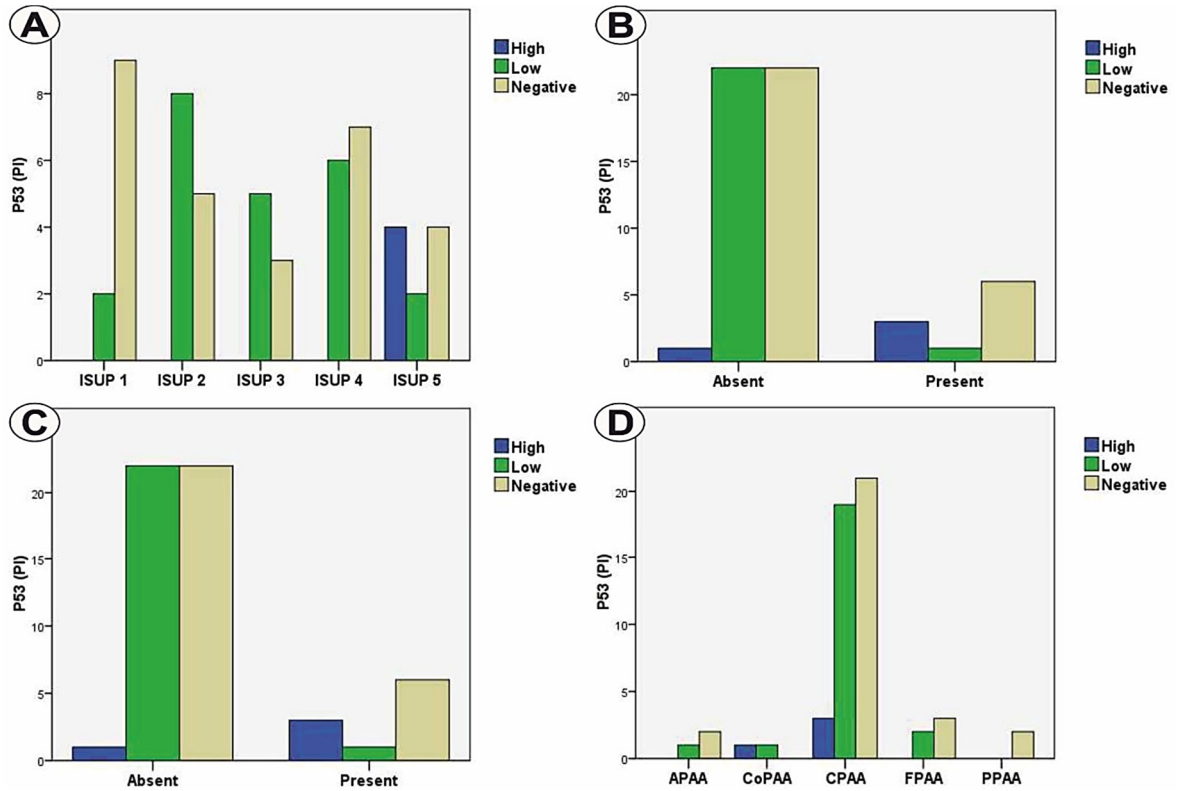 A
High
Low
Negative
P53 (PI)
8
6
4
2
0
ISUP 1 ISUP 2 ISUP 3 ISUP 4 ISUP 5
B
High
Low
Negative
P53 (PI)
20
15
10
5
0
Absent Present
C
High
Low
Negative
P53 (PI)
20
15
10
5
0
Absent Present
D
High
Low
Negative
P53 (PI)
20
15
10
5
0
APAA CoPAA CPAA FPAA PPAA